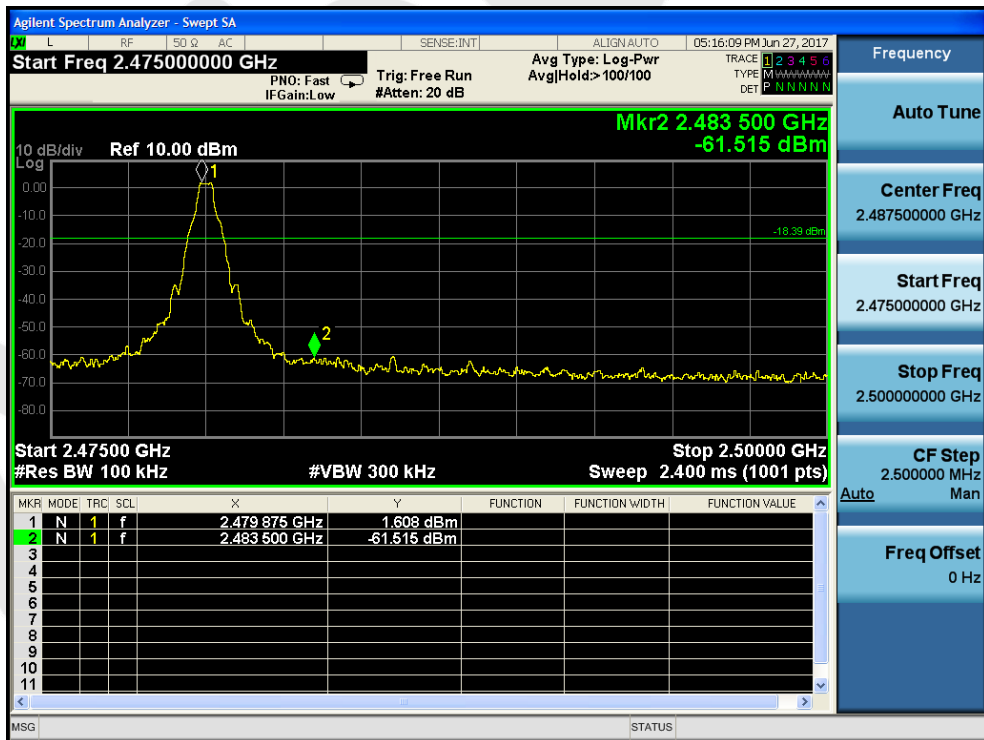 Agilent Spectrum Analyzer - Swept SA
LXI L RF 50 Ω AC SENSE:INT ALIGN AUTO 05:16:09 PM Jun 27, 2017
Start Freq 2.475000000 GHz
PNO: Fast
IFGain:Low
Trig: Free Run
#Atten: 20 dB
Avg Type: Log-Pwr
Avg|Hold:>100/100
TRACE 1 2 3 4 5 6
TYPE M
DET P N N N N N
Mkr2 2.483 500 GHz
-61.515 dBm
10 dB/div Ref 10.00 dBm
Log
1
0.00
-10.0
-18.39 dBm
-20.0
-30.0
-40.0
-50.0
2
-60.0
-70.0
-80.0
Start 2.47500 GHz Stop 2.50000 GHz
#Res BW 100 kHz #VBW 300 kHz Sweep 2.400 ms (1001 pts)
MKR MODE TRC SCL X Y FUNCTION FUNCTION WIDTH FUNCTION VALUE
1 N 1 f 2.479 875 GHz 1.608 dBm
2 N 1 f 2.483 500 GHz -61.515 dBm
3
4
5
6
7
8
9
10
11
MSG STATUS
Frequency
Auto Tune
Center Freq
2.487500000 GHz
Start Freq
2.475000000 GHz
Stop Freq
2.500000000 GHz
CF Step
2.500000 MHz
Auto Man
Freq Offset
0 Hz